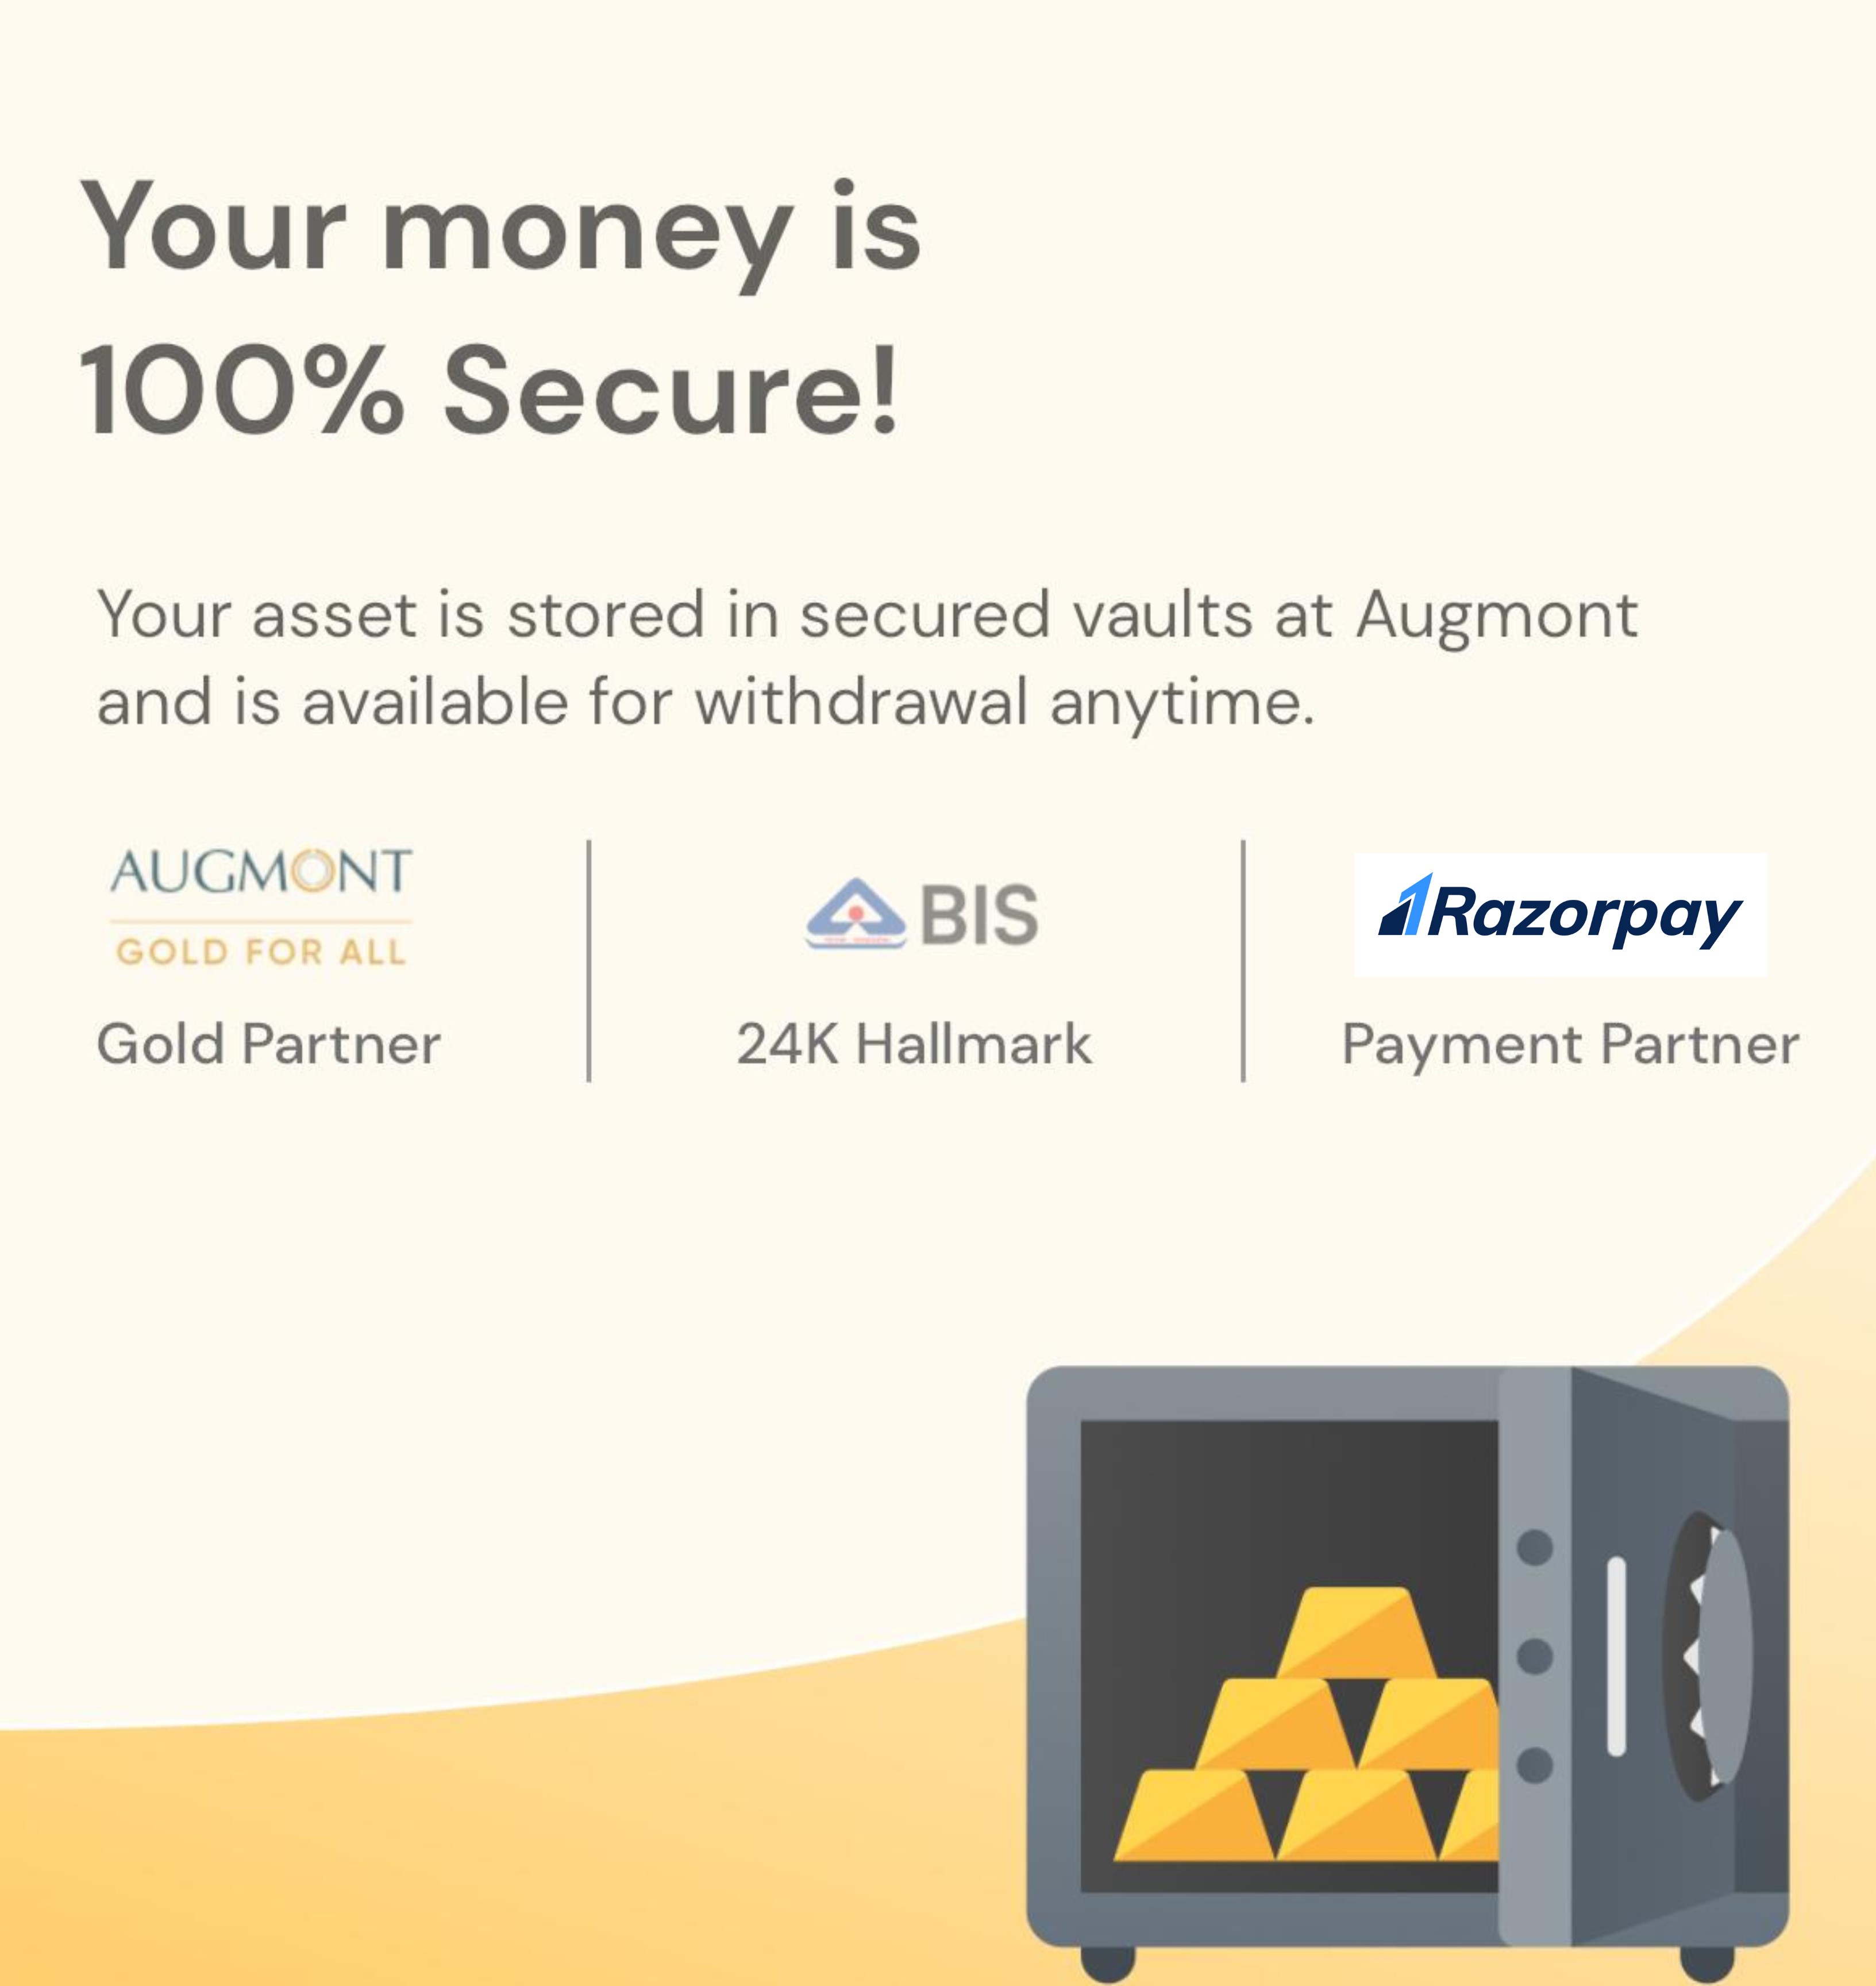 Your money is
100% Secure!
Your asset is stored in secured vaults at Augmont
and is available for withdrawal anytime.
AUGMONT
GOLD FOR ALL
Gold Partner
BIS
24K Hallmark
Razorpay
Payment Partner